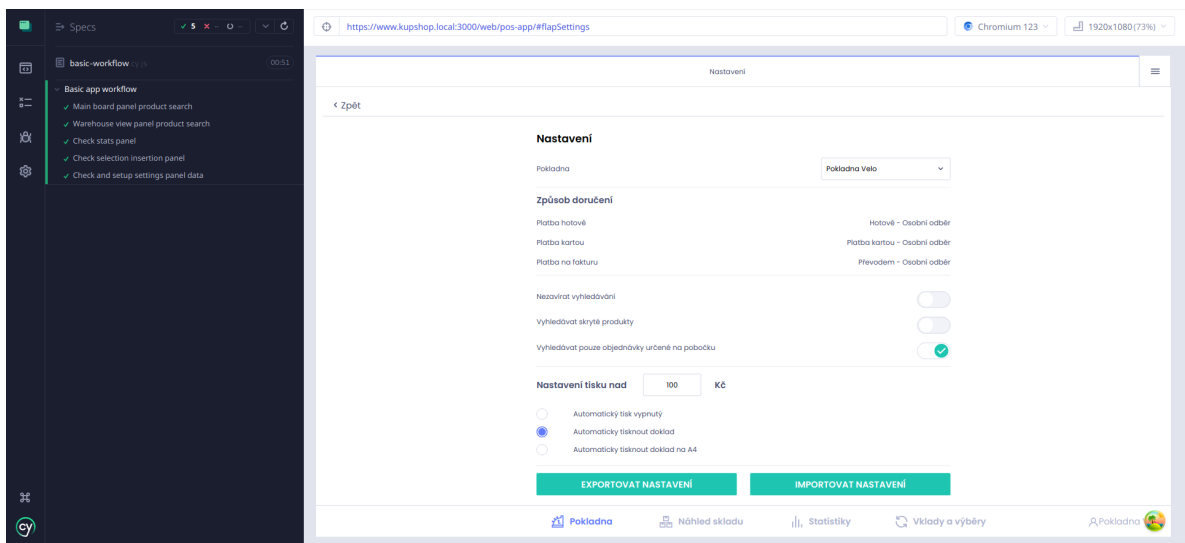 Specs
5
--
--
https://www.kupshop.local:3000/web/pos-app/#flapSettings
Chromium 123
1920x1080 (73%)
basic-workflow.cy.js
00:51
Basic app workflow
Main board panel product search
Warehouse view panel product search
Check stats panel
Check selection insertion panel
Check and setup settings panel data
cy
Nastavení
Zpět
Nastavení
Pokladna
Pokladna Velo
Způsob doručení
Platba hotově
Hotově - Osobní odběr
Platba kartou
Platba kartou - Osobní odběr
Platba na fakturu
Převodem - Osobní odběr
Nezavírat vyhledávání
Vyhledávat skryté produkty
Vyhledávat pouze objednávky určené na pobočku
Nastavení tisku nad 100 Kč
Automatický tisk vypnutý
Automaticky tisknout doklad
Automaticky tisknout doklad na A4
EXPORTOVAT NASTAVENÍ
IMPORTOVAT NASTAVENÍ
Pokladna
Náhled skladu
Statistiky
Vklady a výběry
Pokladna